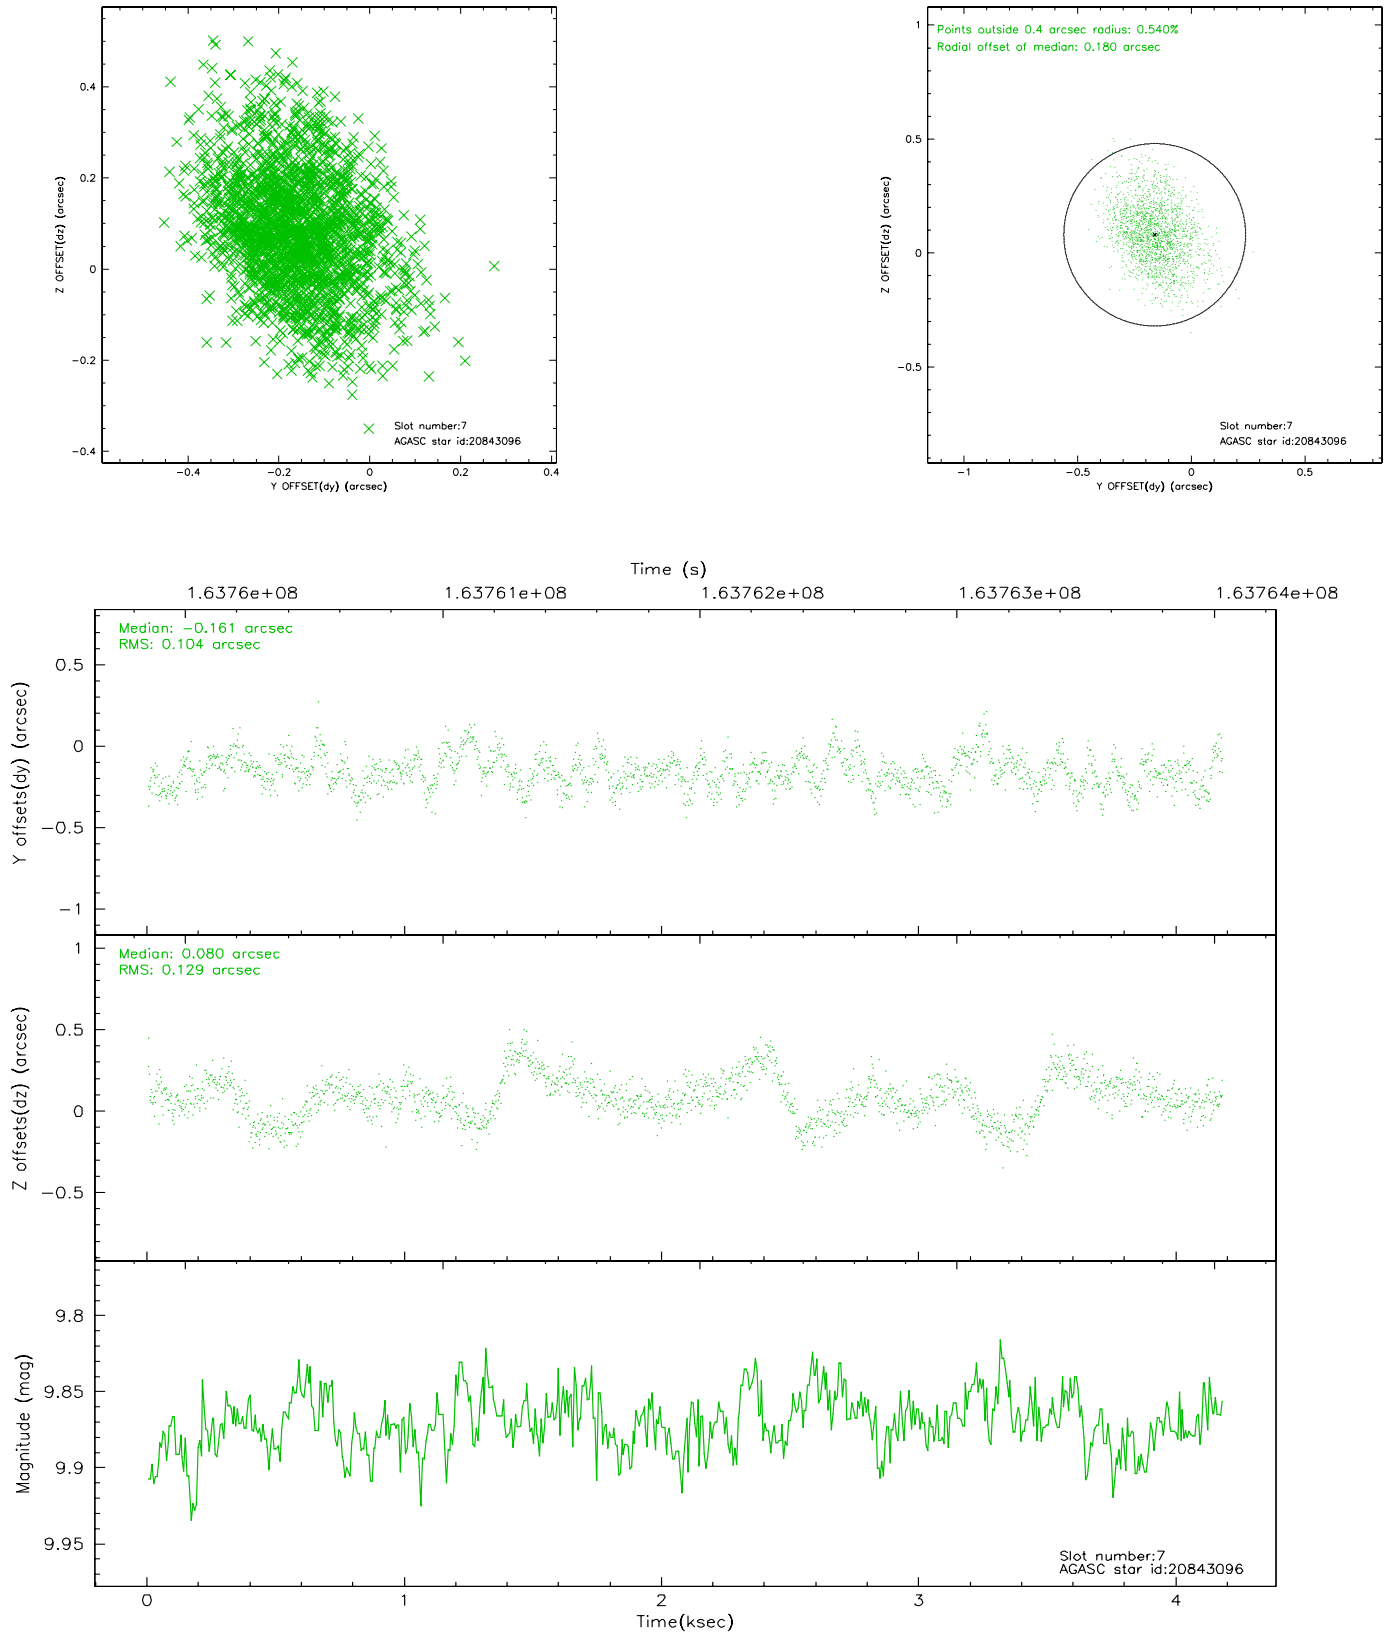 0.4
0.2
0
-0.2
-0.4
Z OFFSET(dz) (arcsec)
Slot number:7
AGASC star id:20843096
-0.4 -0.2 0 0.2 0.4
Y OFFSET(dy) (arcsec)
Points outside 0.4 arcsec radius: 0.540%
Radial offset of median: 0.180 arcsec
1
0.5
0
-0.5
Z OFFSET(dz) (arcsec)
Slot number:7
AGASC star id:20843096
-1 -0.5 0 0.5
Y OFFSET(dy) (arcsec)
Time (s)
1.6376e+08 1.63761e+08 1.63762e+08 1.63763e+08 1.63764e+08
Median: -0.161 arcsec
RMS: 0.104 arcsec
0.5
0
-0.5
-1
Y offsets(dy) (arcsec)
Median: 0.080 arcsec
RMS: 0.129 arcsec
1
0.5
0
-0.5
Z offsets(dz) (arcsec)
9.8
9.85
9.9
9.95
Magnitude (mag)
Slot number:7
AGASC star id:20843096
0 1 2 3 4
Time(ksec)